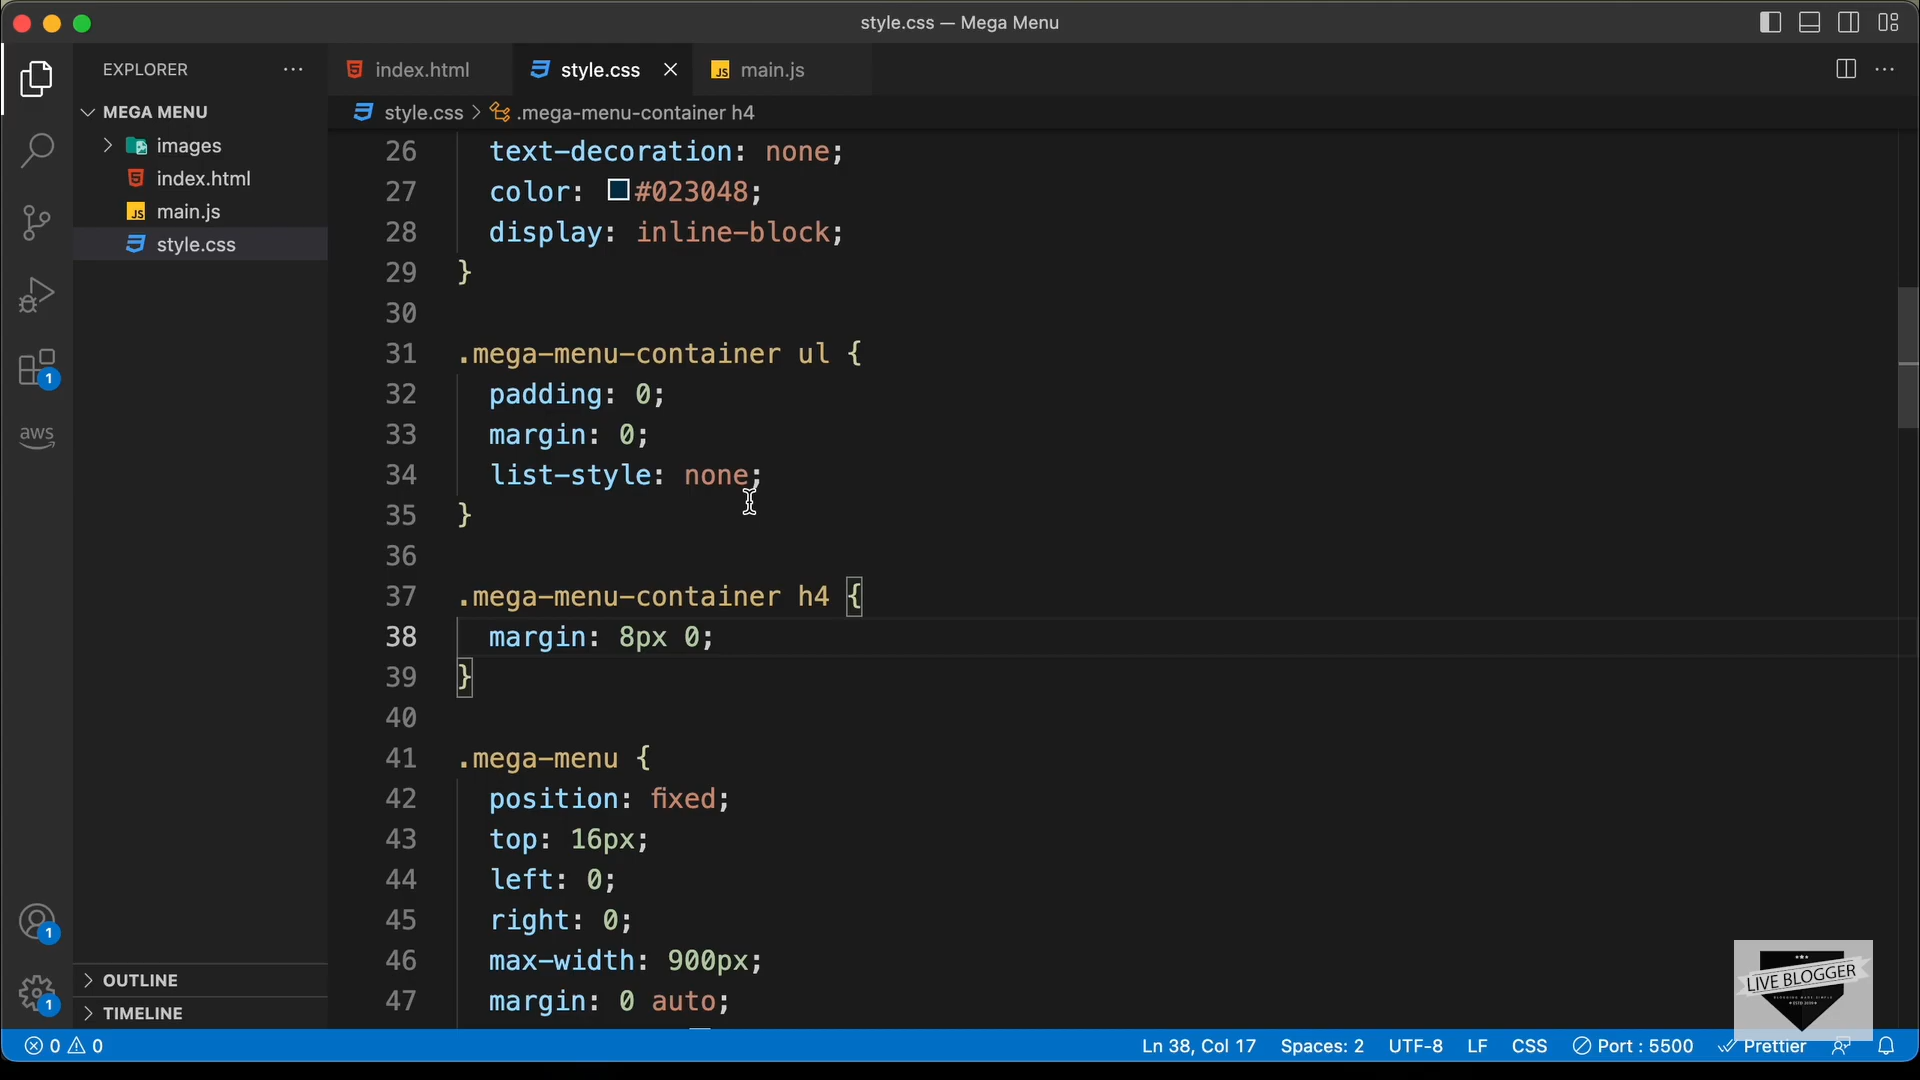 style.css — Mega Menu
EXPLORER
index.html
style.css
main.js
MEGA MENU
style.css > .mega-menu-container h4
images
index.html
main.js
style.css
26 text-decoration: none;
27 color: #023048;
28 display: inline-block;
29 }
30
31 .mega-menu-container ul {
32 padding: 0;
33 margin: 0;
34 list-style: none;
35 }
36
37 .mega-menu-container h4 {
38 margin: 8px 0;
39 }
40
41 .mega-menu {
42 position: fixed;
43 top: 16px;
44 left: 0;
45 right: 0;
46 max-width: 900px;
47 margin: 0 auto;
1
aws
1
1
OUTLINE
TIMELINE
LIVE BLOGGER
0 0
Ln 38, Col 17
Spaces: 2
UTF-8
LF
CSS
Port : 5500
Prettier